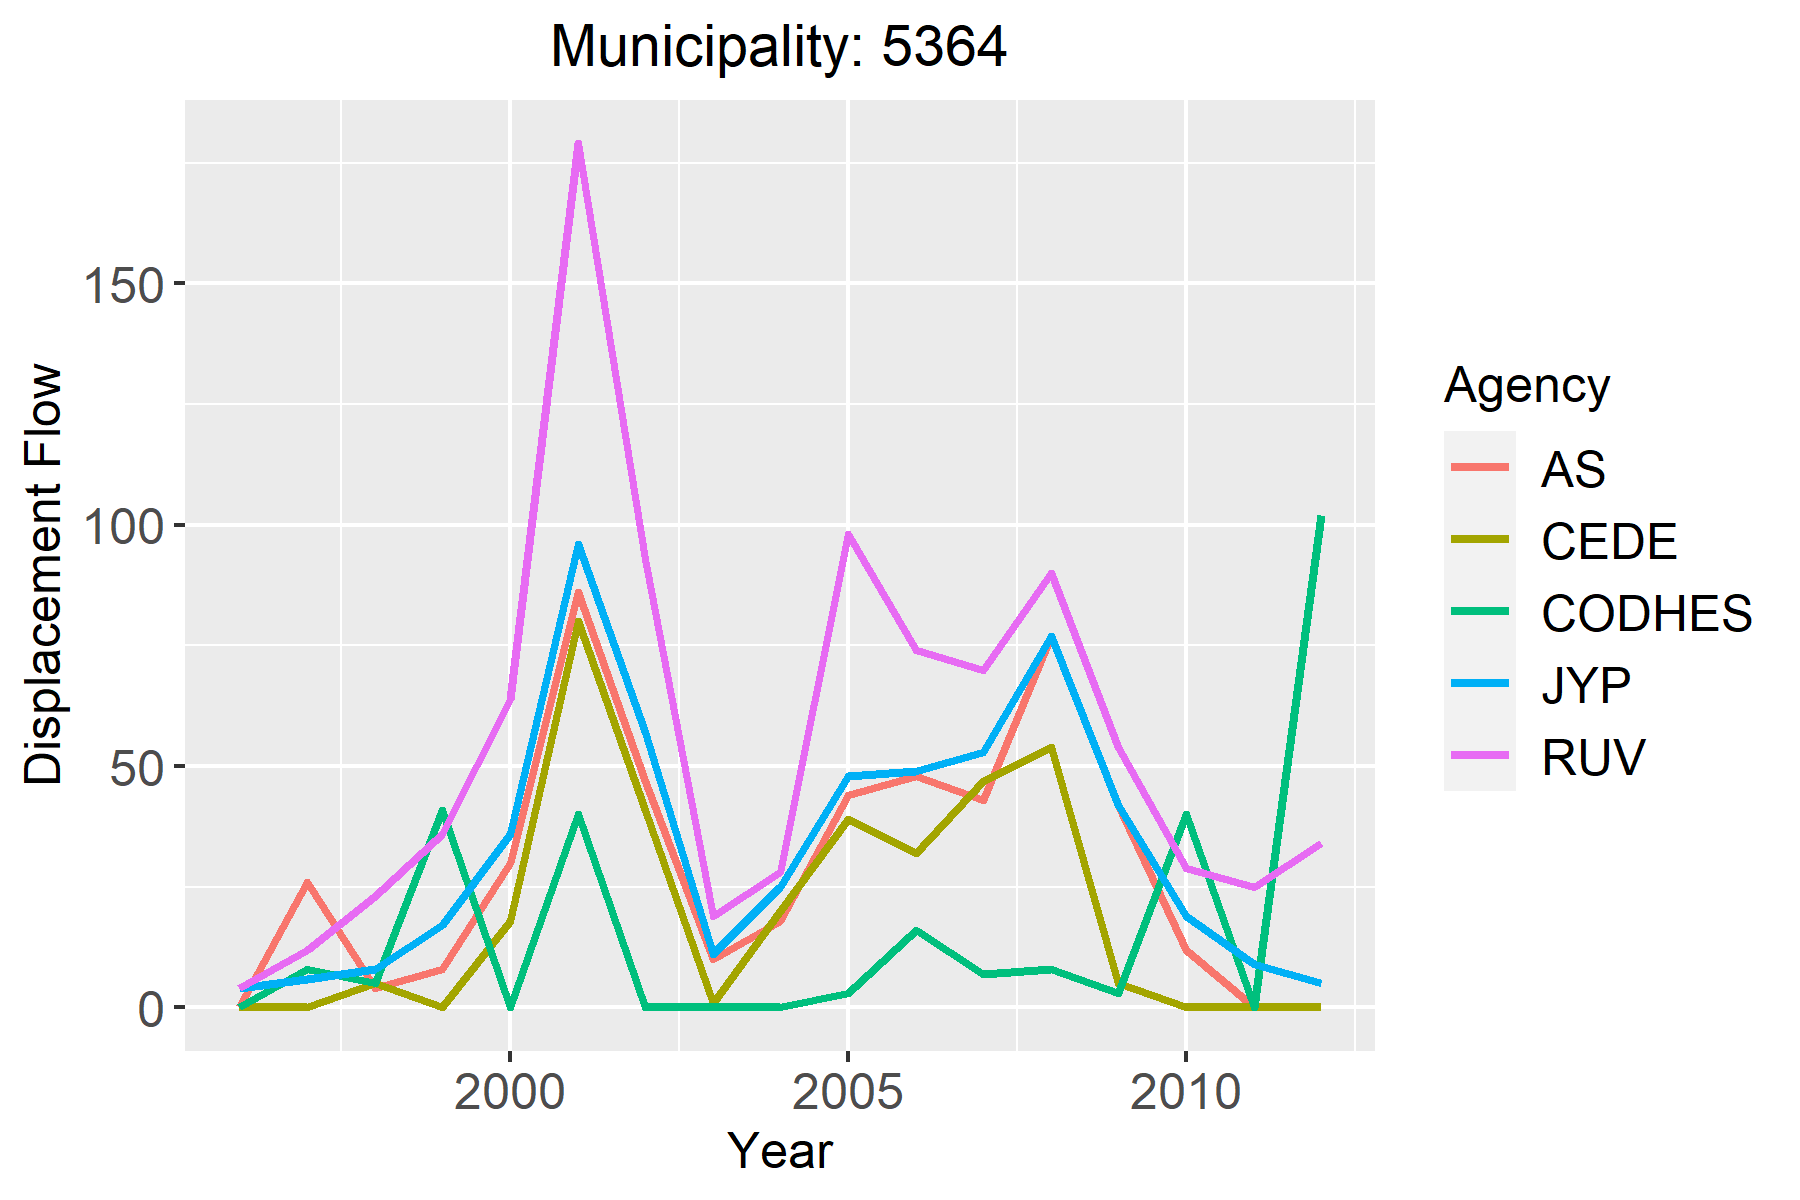 Municipality: 5364
Displacement Flow
150
100
50
0
2000 2005 2010
Year
Agency
AS
CEDE
CODHES
JYP
RUV